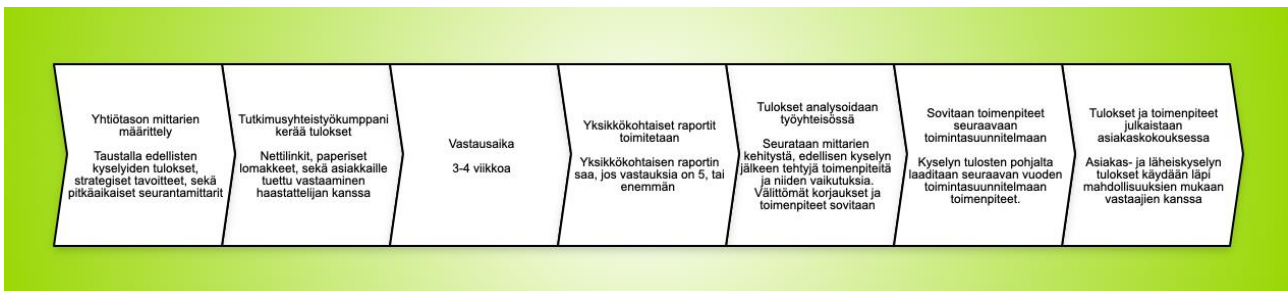 Yhtiötason mittarien
määrittely
Taustalla edellisten
kyselyiden tulokset,
strategiset tavoitteet, sekä
pitkäaikaiset seurantamittarit
Tutkimusyhteistyökumppani
kerää tulokset
Nettilinkit, paperiset
lomakkeet, sekä asiakkaille
tuettu vastaaminen
haastattelijan kanssa
Vastausaika
3-4 viikkoa
Yksikkökohtaiset raportit
toimitetaan
Yksikkökohtaisen raportin
saa, jos vastauksia on 5, tai
enemmän
Tulokset analysoidaan
työyhteisössä
Seurataan mittarien
kehitystä, edellisen kyselyn
jälkeen tehtyjä toimenpiteitä
ja niiden vaikutuksia.
Välittömät korjaukset ja
toimenpiteet sovitaan
Sovitaan toimenpiteet
seuraavaan
toimintasuunnitelmaan
Kyselyn tulosten pohjalta
laaditaan seuraavan vuoden
toimintasuunnitelmaan
toimenpiteet.
Tulokset ja toimenpiteet
julkaistaan
asiakaskokouksessa
Asiakas- ja läheiskyselyn
tulokset käydään läpi
mahdollisuuksien mukaan
vastaajien kanssa